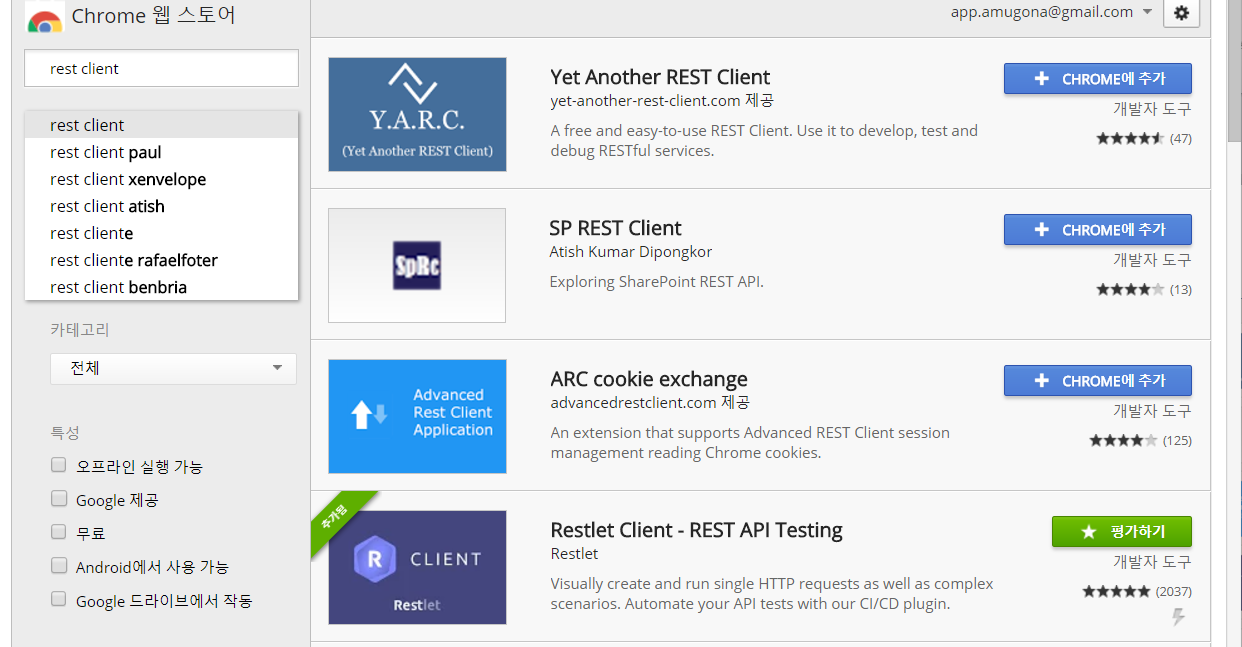 Chrome 웹 스토어
app.amugona@gmail.com
rest client
rest client
rest client paul
rest client xenvelope
rest client atish
rest cliente
rest cliente rafaelfoter
rest client benbria
카테고리
전체
특성
오프라인 실행 가능
Google 제공
무료
Android에서 사용 가능
Google 드라이브에서 작동
Y.A.R.C.
(Yet Another REST Client)
Yet Another REST Client
yet-another-rest-client.com 제공
A free and easy-to-use REST Client. Use it to develop, test and
debug RESTful services.
CHROME에 추가
개발자 도구
(47)
SpRc
SP REST Client
Atish Kumar Dipongkor
Exploring SharePoint REST API.
CHROME에 추가
개발자 도구
(13)
Advanced
Rest Client
Application
ARC cookie exchange
advancedrestclient.com 제공
An extension that supports Advanced REST Client session
management reading Chrome cookies.
CHROME에 추가
개발자 도구
(125)
추가됨
R CLIENT
Restlet
Restlet Client - REST API Testing
Restlet
Visually create and run single HTTP requests as well as complex
scenarios. Automate your API tests with our CI/CD plugin.
평가하기
개발자 도구
(2037)